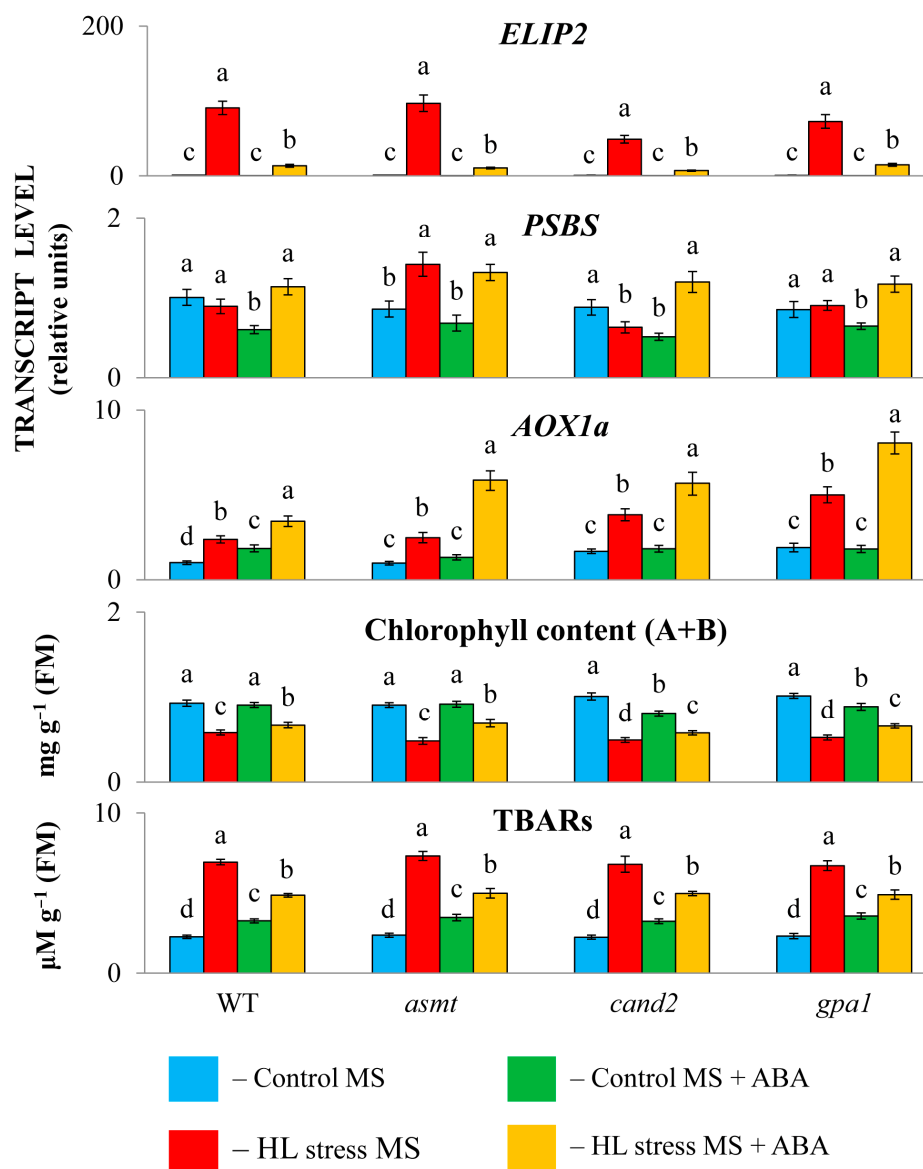 200
ELIP2
a a a a
c c b c c b c c b c c b
0
TRANSCRIPT LEVEL
(relative units)
2
PSBS
a a b a b a b a a b b a a a b a
0
10
AOX1a
d b c a c b c a c b c a c b c a
0
2
Chlorophyll content (A+B)
mg g⁻¹ (FM)
a c a b a c a b a d b c a d b c
0
10
TBARs
µM g⁻¹ (FM)
d a c b d a c b d a c b d a c b
0
WT asmt cand2 gpa1
– Control MS
– Control MS + ABA
– HL stress MS
– HL stress MS + ABA